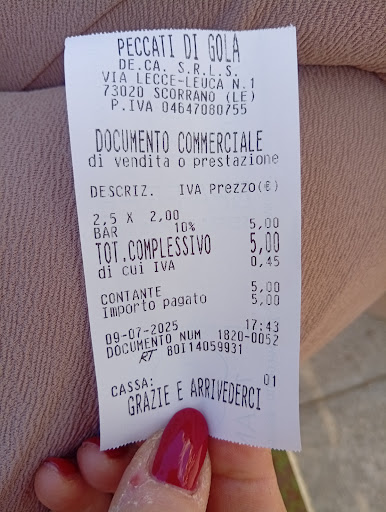 PECCATI DI GOLA
DE.CA. S.R.L.S.
VIA LECCE-LEUCA N.1
73020 SCORRANO (LE)
P.IVA 04647080755
DOCUMENTO COMMERCIALE
di vendita o prestazione
DESCRIZ. IVA Prezzo(€)
2,5 X 2,00
BAR 10% 5,00
TOT.COMPLESSIVO 5,00
di cui IVA 0,45
CONTANTE 5,00
Importo pagato 5,00
09-07-2025 17:43
DOCUMENTO NUM 1820-0052
RT 80I14059931
CASSA: 01
GRAZIE E ARRIVEDERCI